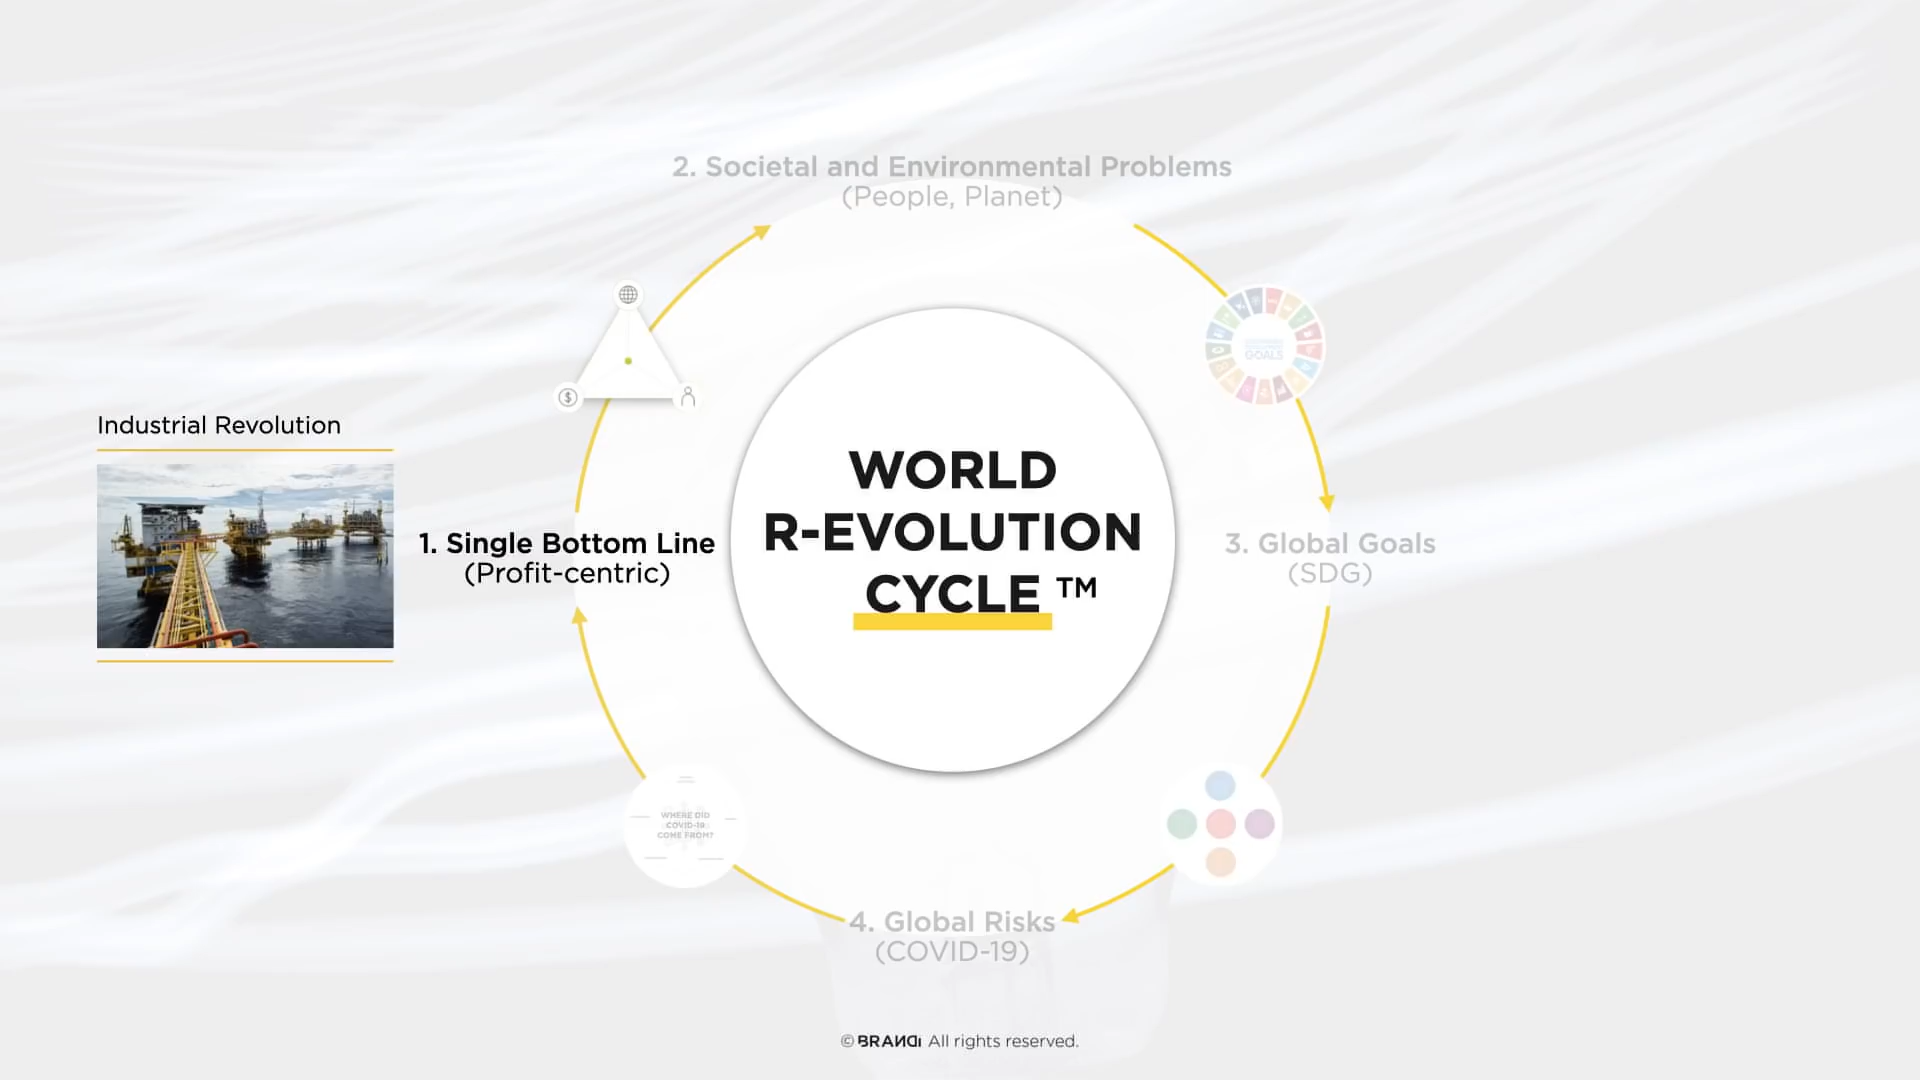 2. Societal and Environmental Problems
(People, Planet)
GOALS
Industrial Revolution
1. Single Bottom Line
(Profit-centric)
WORLD
R-EVOLUTION
CYCLE ™
3. Global Goals
(SDG)
WHERE DID
COVID-19
COME FROM?
4. Global Risks
(COVID-19)
© BRANDi All rights reserved.